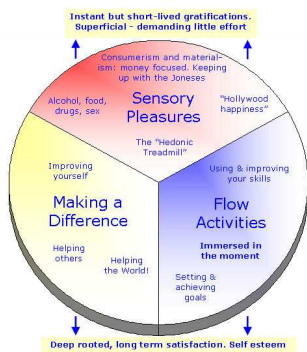 Instant but short-lived gratifications.
Superficial - demanding little effort
Consumerism and material-
ism: money focused. Keeping
up with the Joneses
Alcohol, food,
drugs, sex
Sensory
Pleasures
"Hollywood
happiness"
The "Hedonic
Treadmill"
Improving
yourself
Making a
Difference
Helping
others
Helping
the World!
Using & improving
your skills
Flow
Activities
Immersed in
the moment
Setting &
achieving
goals
Deep rooted, long term satisfaction. Self esteem